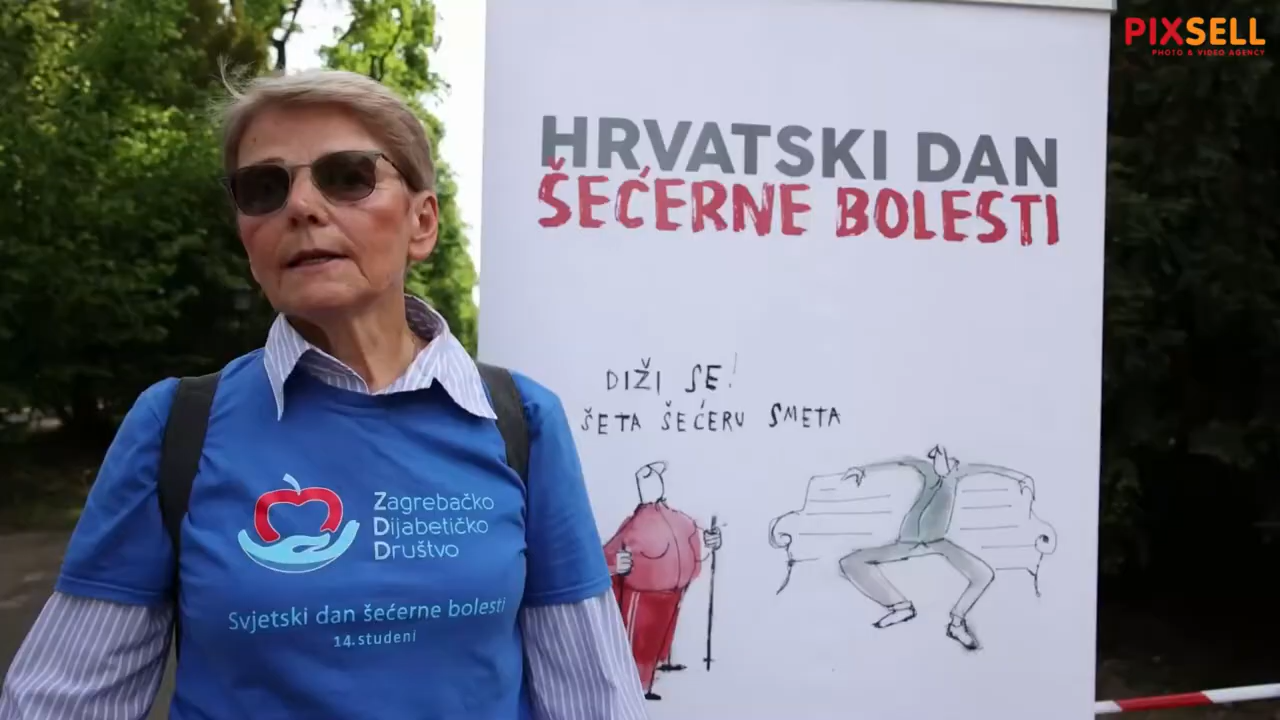 PIXSELL
PHOTO & VIDEO AGENCY
HRVATSKI DAN
ŠEĆERNE BOLESTI
DIŽI SE!
ŠETA ŠEĆERU SMETA
Zagrebačko
Dijabetičko
Društvo
Svjetski dan šećerne bolesti
14.studeni